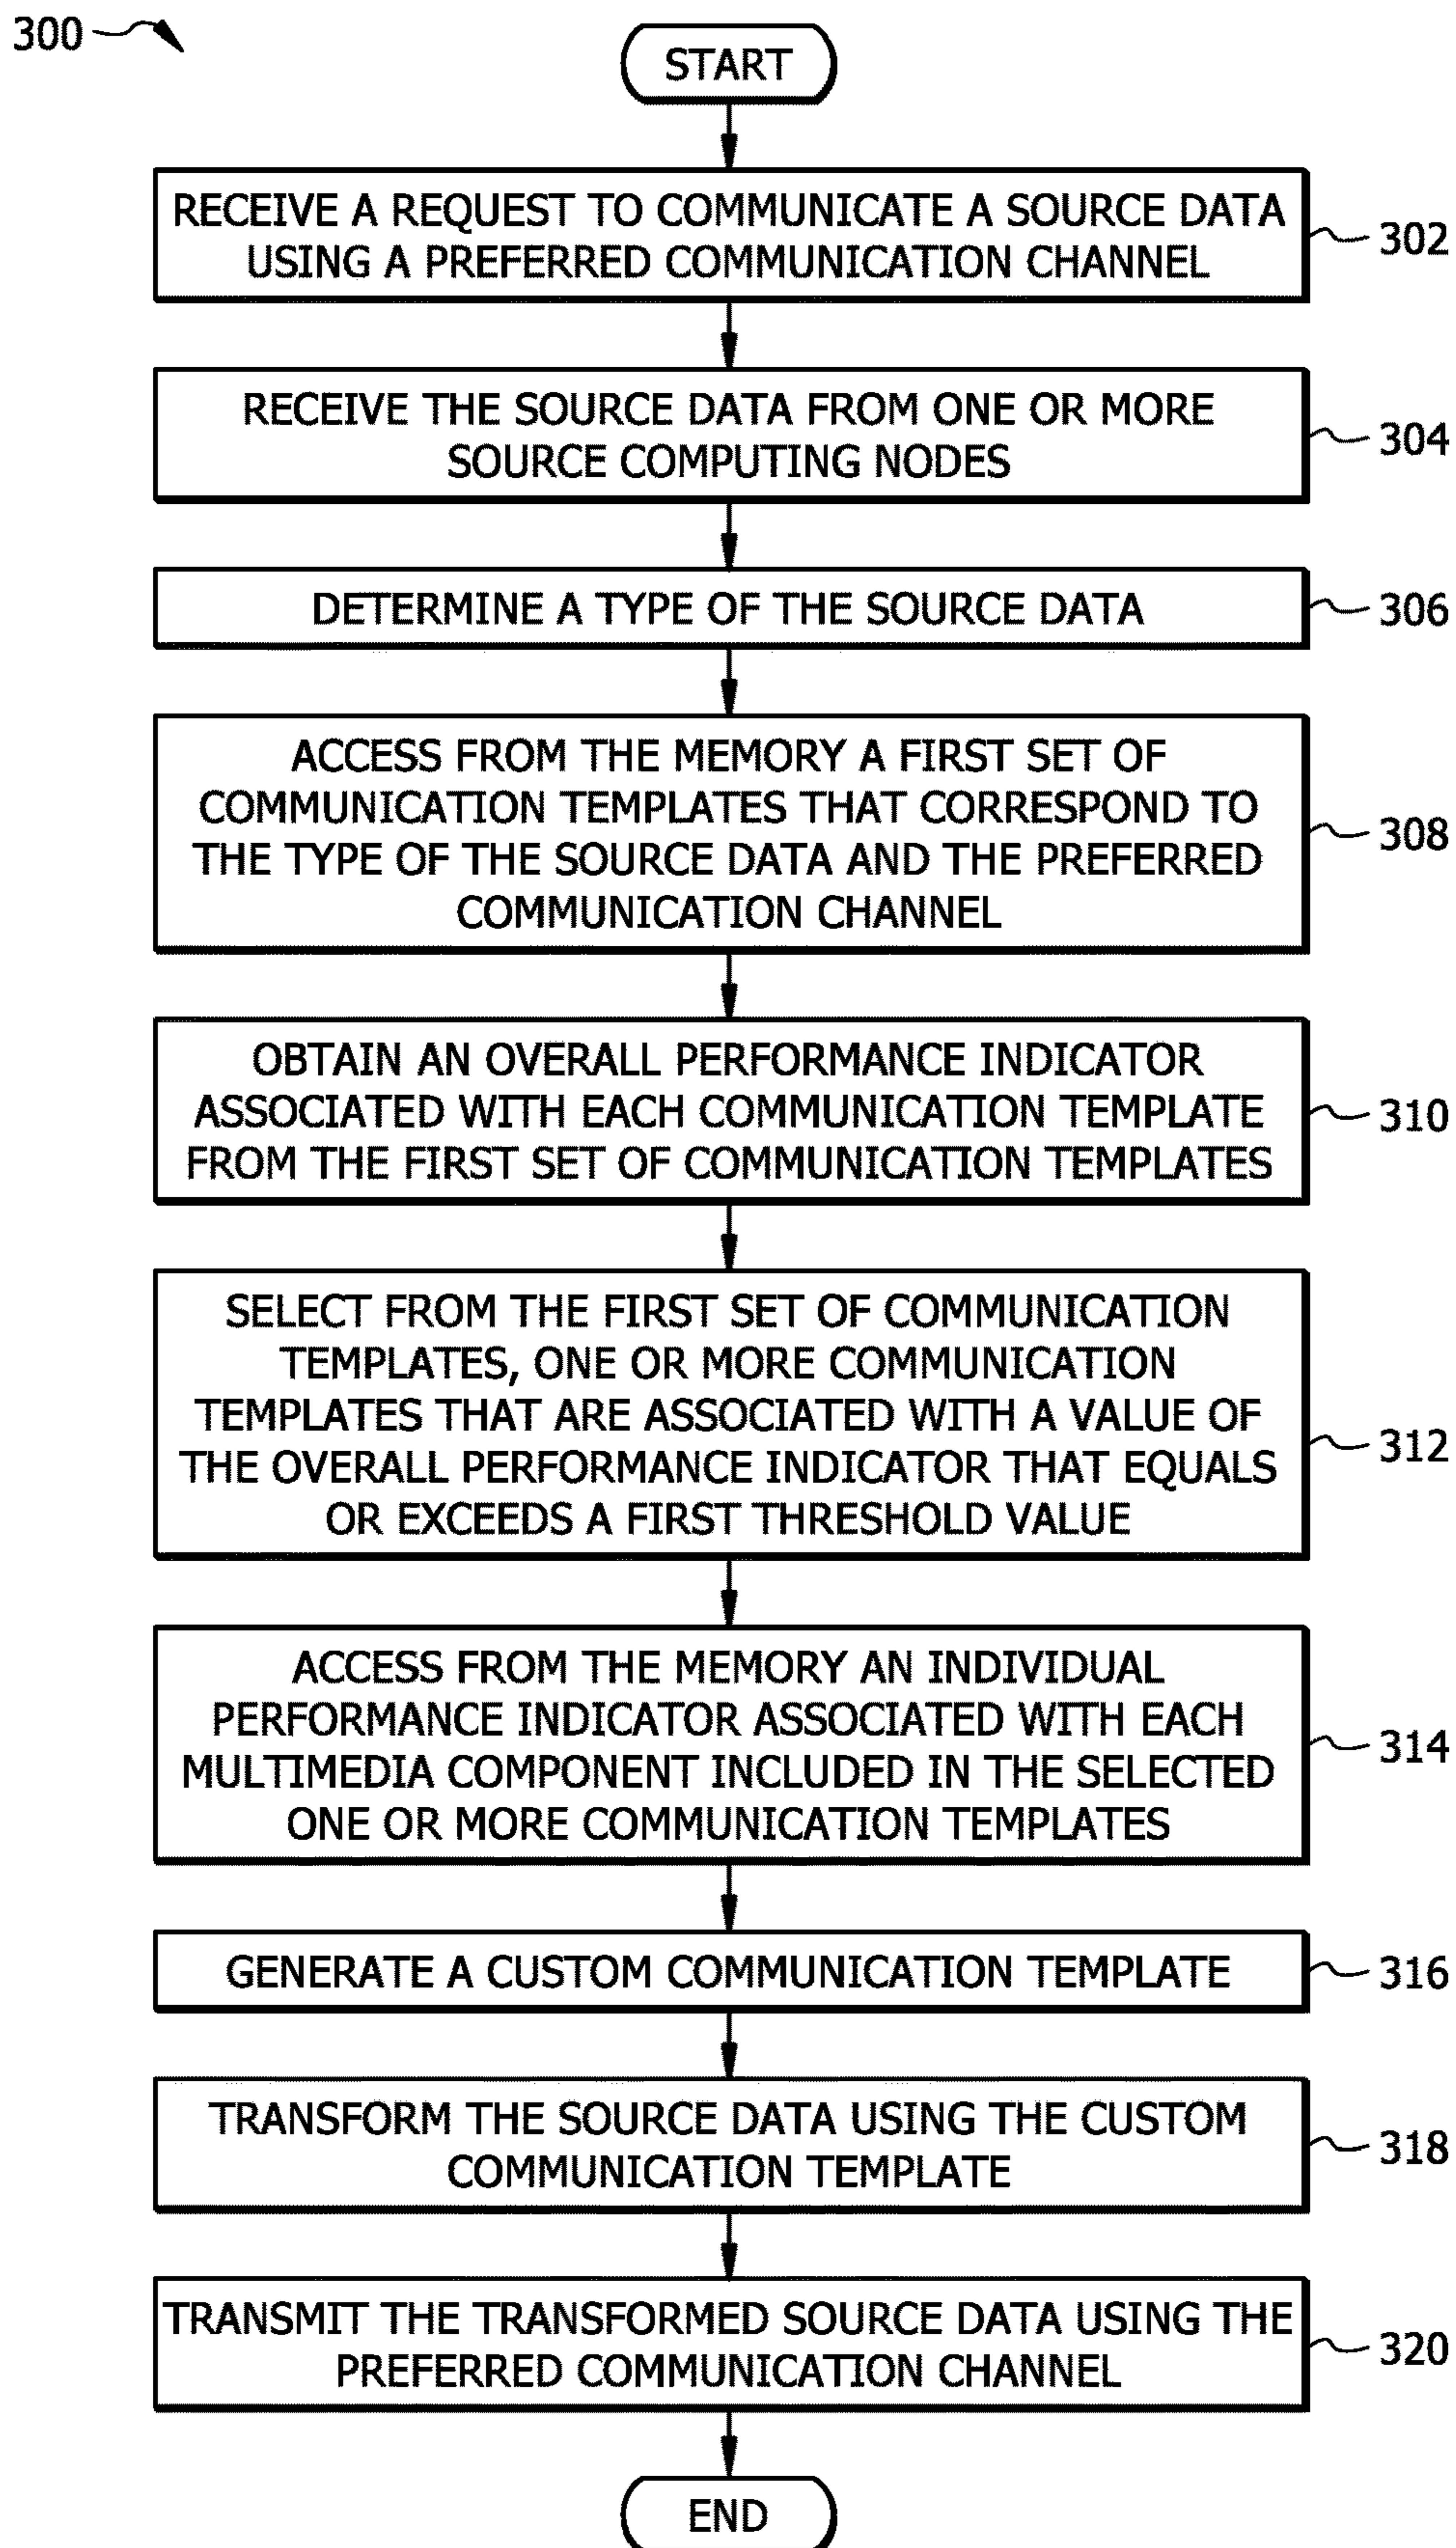 300
START
RECEIVE A REQUEST TO COMMUNICATE A SOURCE DATA
USING A PREFERRED COMMUNICATION CHANNEL
302
RECEIVE THE SOURCE DATA FROM ONE OR MORE
SOURCE COMPUTING NODES
304
DETERMINE A TYPE OF THE SOURCE DATA
306
ACCESS FROM THE MEMORY A FIRST SET OF
COMMUNICATION TEMPLATES THAT CORRESPOND TO
THE TYPE OF THE SOURCE DATA AND THE PREFERRED
COMMUNICATION CHANNEL
308
OBTAIN AN OVERALL PERFORMANCE INDICATOR
ASSOCIATED WITH EACH COMMUNICATION TEMPLATE
FROM THE FIRST SET OF COMMUNICATION TEMPLATES
310
SELECT FROM THE FIRST SET OF COMMUNICATION
TEMPLATES, ONE OR MORE COMMUNICATION
TEMPLATES THAT ARE ASSOCIATED WITH A VALUE OF
THE OVERALL PERFORMANCE INDICATOR THAT EQUALS
OR EXCEEDS A FIRST THRESHOLD VALUE
312
ACCESS FROM THE MEMORY AN INDIVIDUAL
PERFORMANCE INDICATOR ASSOCIATED WITH EACH
MULTIMEDIA COMPONENT INCLUDED IN THE SELECTED
ONE OR MORE COMMUNICATION TEMPLATES
314
GENERATE A CUSTOM COMMUNICATION TEMPLATE
316
TRANSFORM THE SOURCE DATA USING THE CUSTOM
COMMUNICATION TEMPLATE
318
TRANSMIT THE TRANSFORMED SOURCE DATA USING THE
PREFERRED COMMUNICATION CHANNEL
320
END